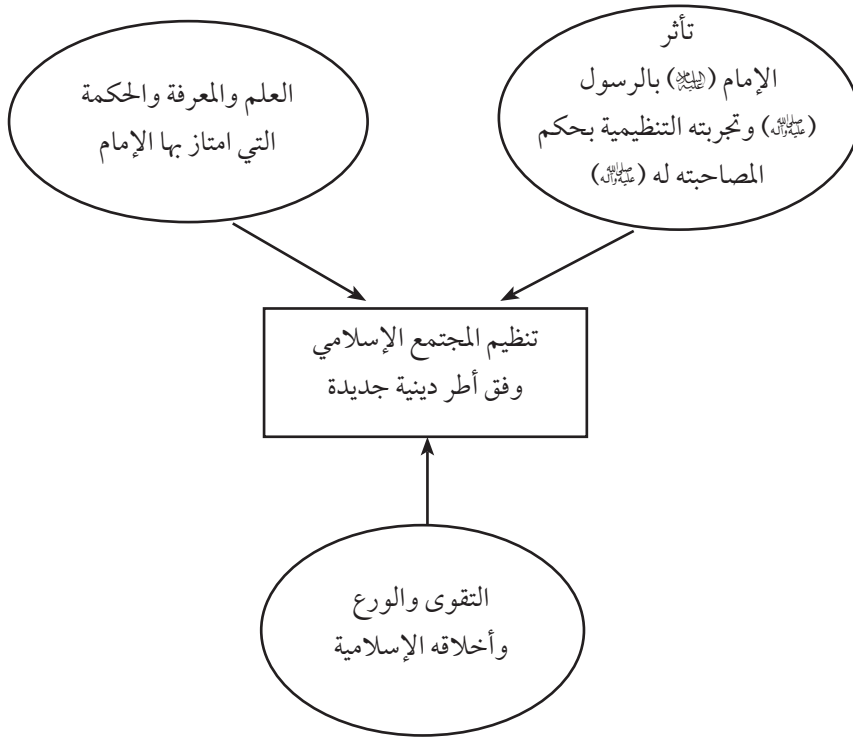 تأثر
الإمام (عليه السلام) بالرسول
(صلى الله عليه وآله) وتجربته التنظيمية بحكم
المصاحبته له (صلى الله عليه وآله)
العلم والمعرفة والحكمة
التي امتاز بها الإمام
تنظيم المجتمع الإسلامي
وفق أطر دينية جديدة
التقوى والورع
وأخلاقه الإسلامية